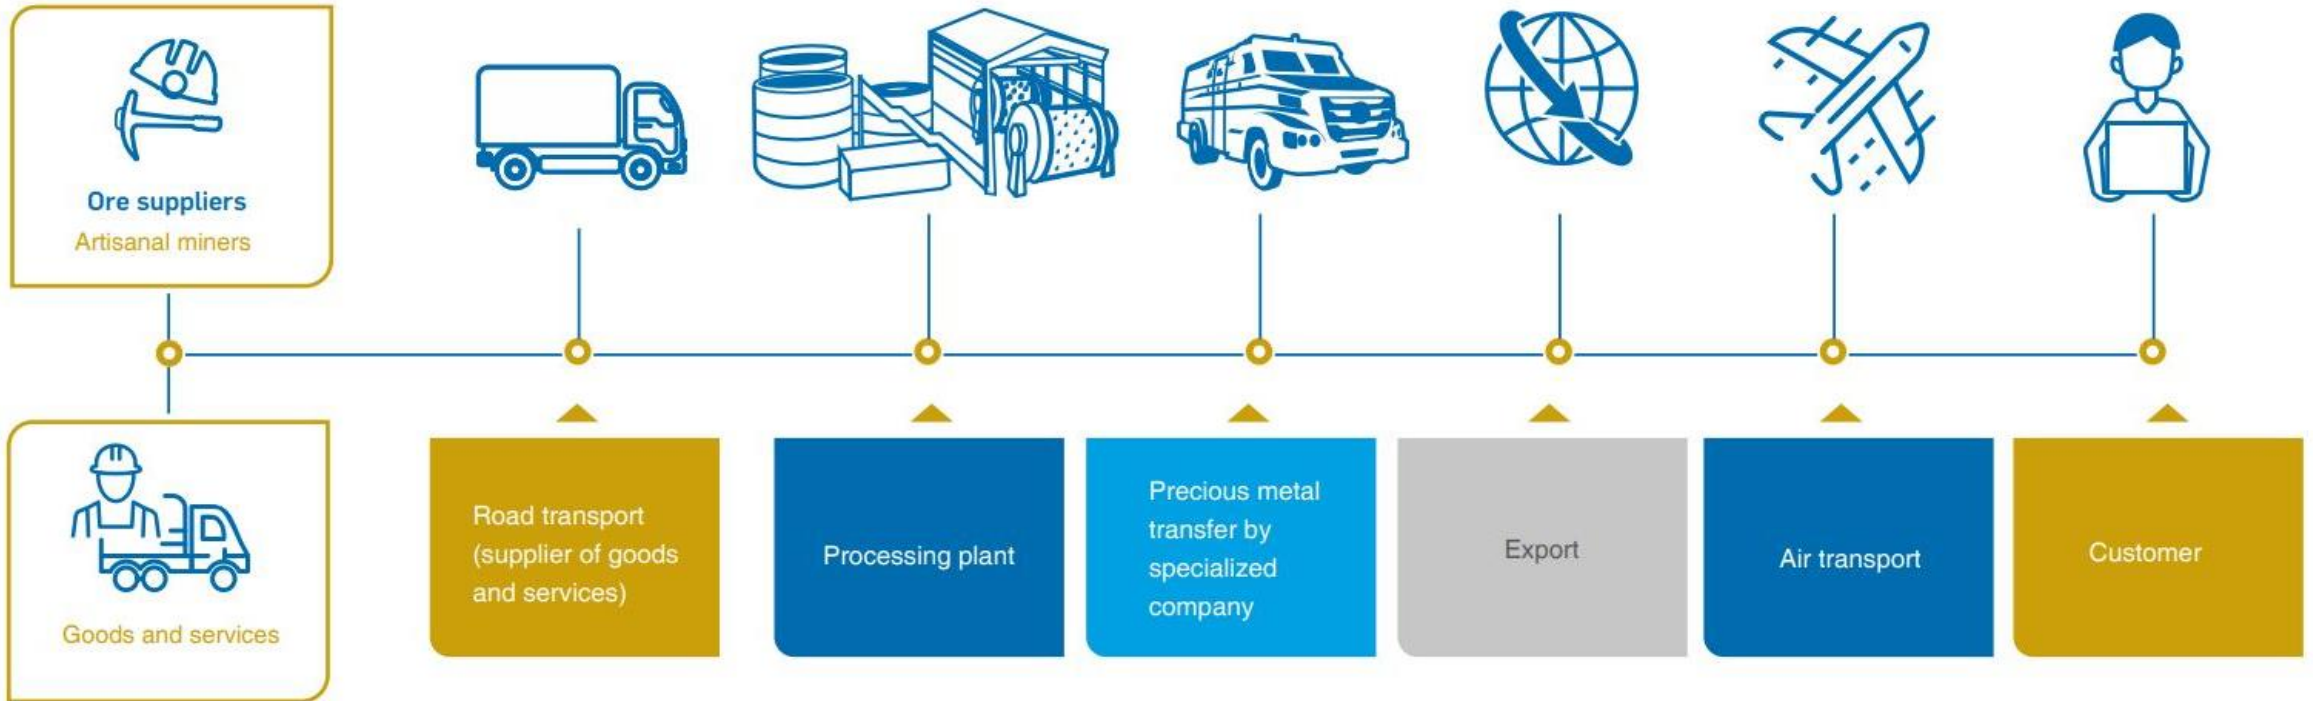 Ore suppliers
Artisanal miners
Goods and services
Road transport
(supplier of goods
and services)
Processing plant
Precious metal
transfer by
specialized
company
Export
Air transport
Customer